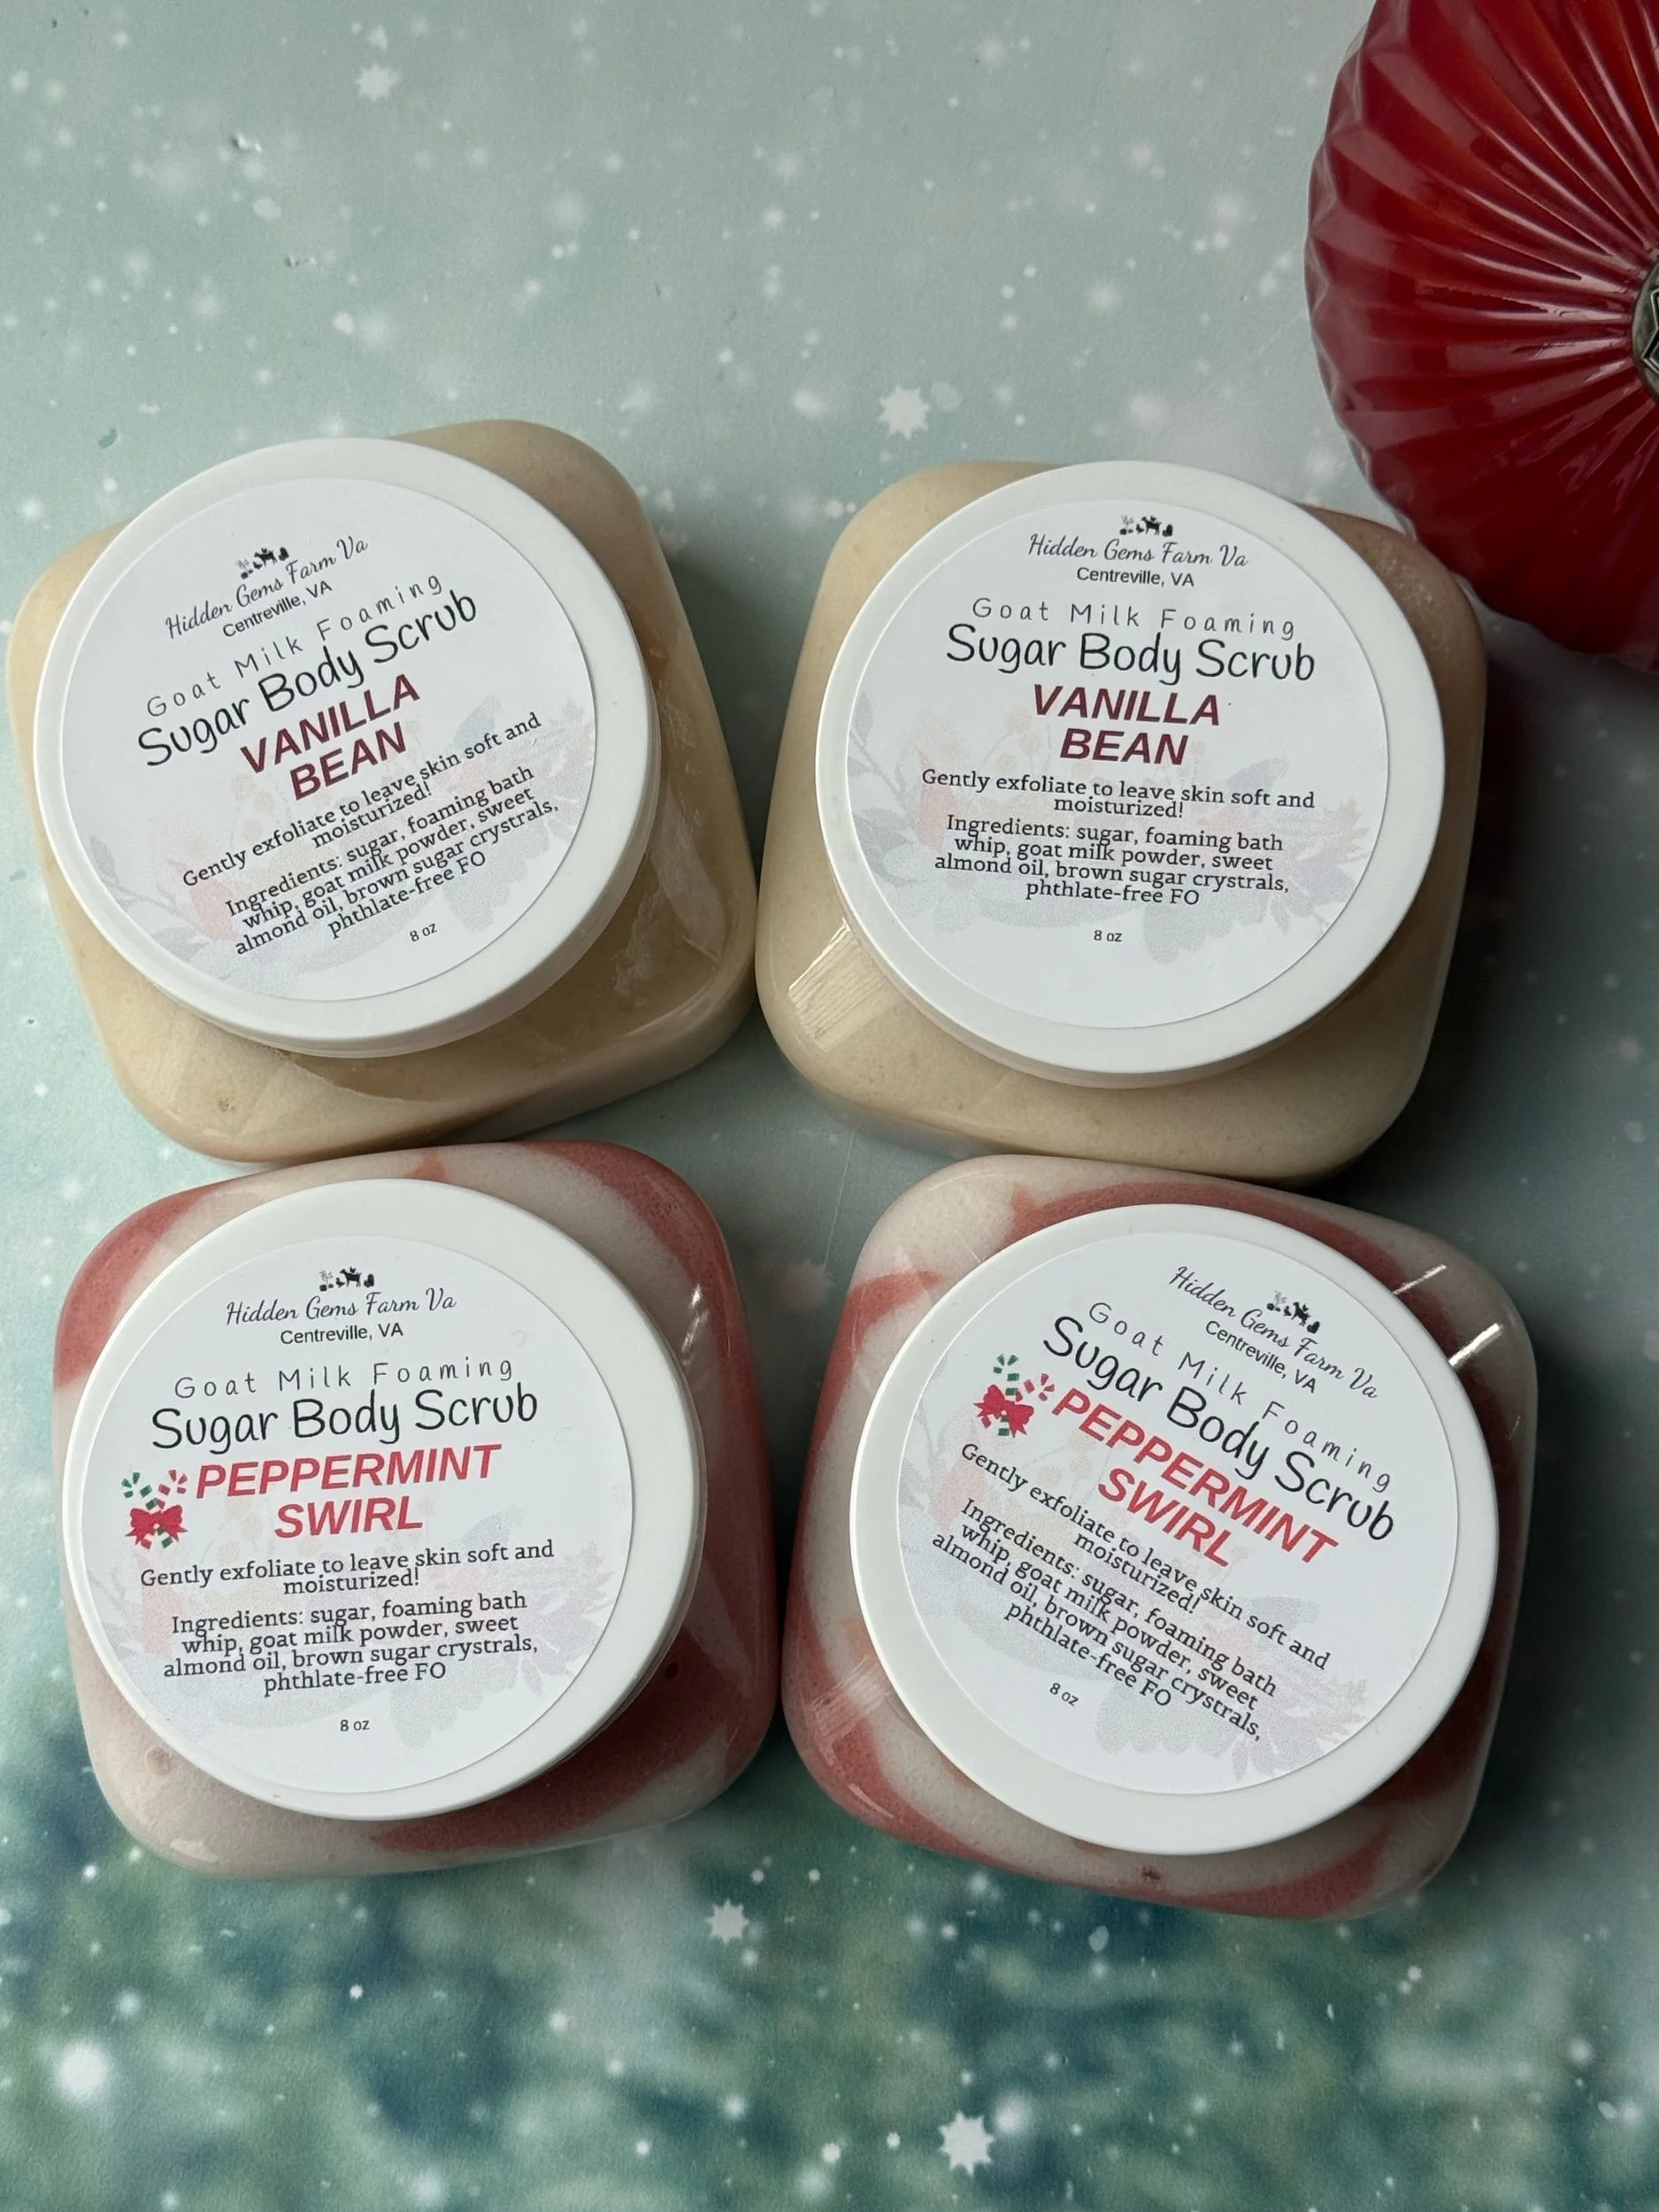 Hidden Gems Farm Va
Centreville, VA
Goat Milk Foaming
Sugar Body Scrub
VANILLA
BEAN
Gently exfoliate to leave skin soft and
moisturized!
Ingredients: sugar, foaming bath
whip, goat milk powder, sweet
almond oil, brown sugar crystrals,
phthlate-free FO
8 oz
Hidden Gems Farm Va
Centreville, VA
Goat Milk Foaming
Sugar Body Scrub
VANILLA
BEAN
Gently exfoliate to leave skin soft and
moisturized!
Ingredients: sugar, foaming bath
whip, goat milk powder, sweet
almond oil, brown sugar crystrals,
phthlate-free FO
8 oz
Hidden Gems Farm Va
Centreville, VA
Goat Milk Foaming
Sugar Body Scrub
PEPPERMINT
SWIRL
Gently exfoliate to leave skin soft and
moisturized!
Ingredients: sugar, foaming bath
whip, goat milk powder, sweet
almond oil, brown sugar crystrals,
phthlate-free FO
8 oz
Hidden Gems Farm Va
Centreville, VA
Goat Milk Foaming
Sugar Body Scrub
PEPPERMINT
SWIRL
Gently exfoliate to leave skin soft and
moisturized!
Ingredients: sugar, foaming bath
whip, goat milk powder, sweet
almond oil, brown sugar crystrals,
phthlate-free FO
8 oz